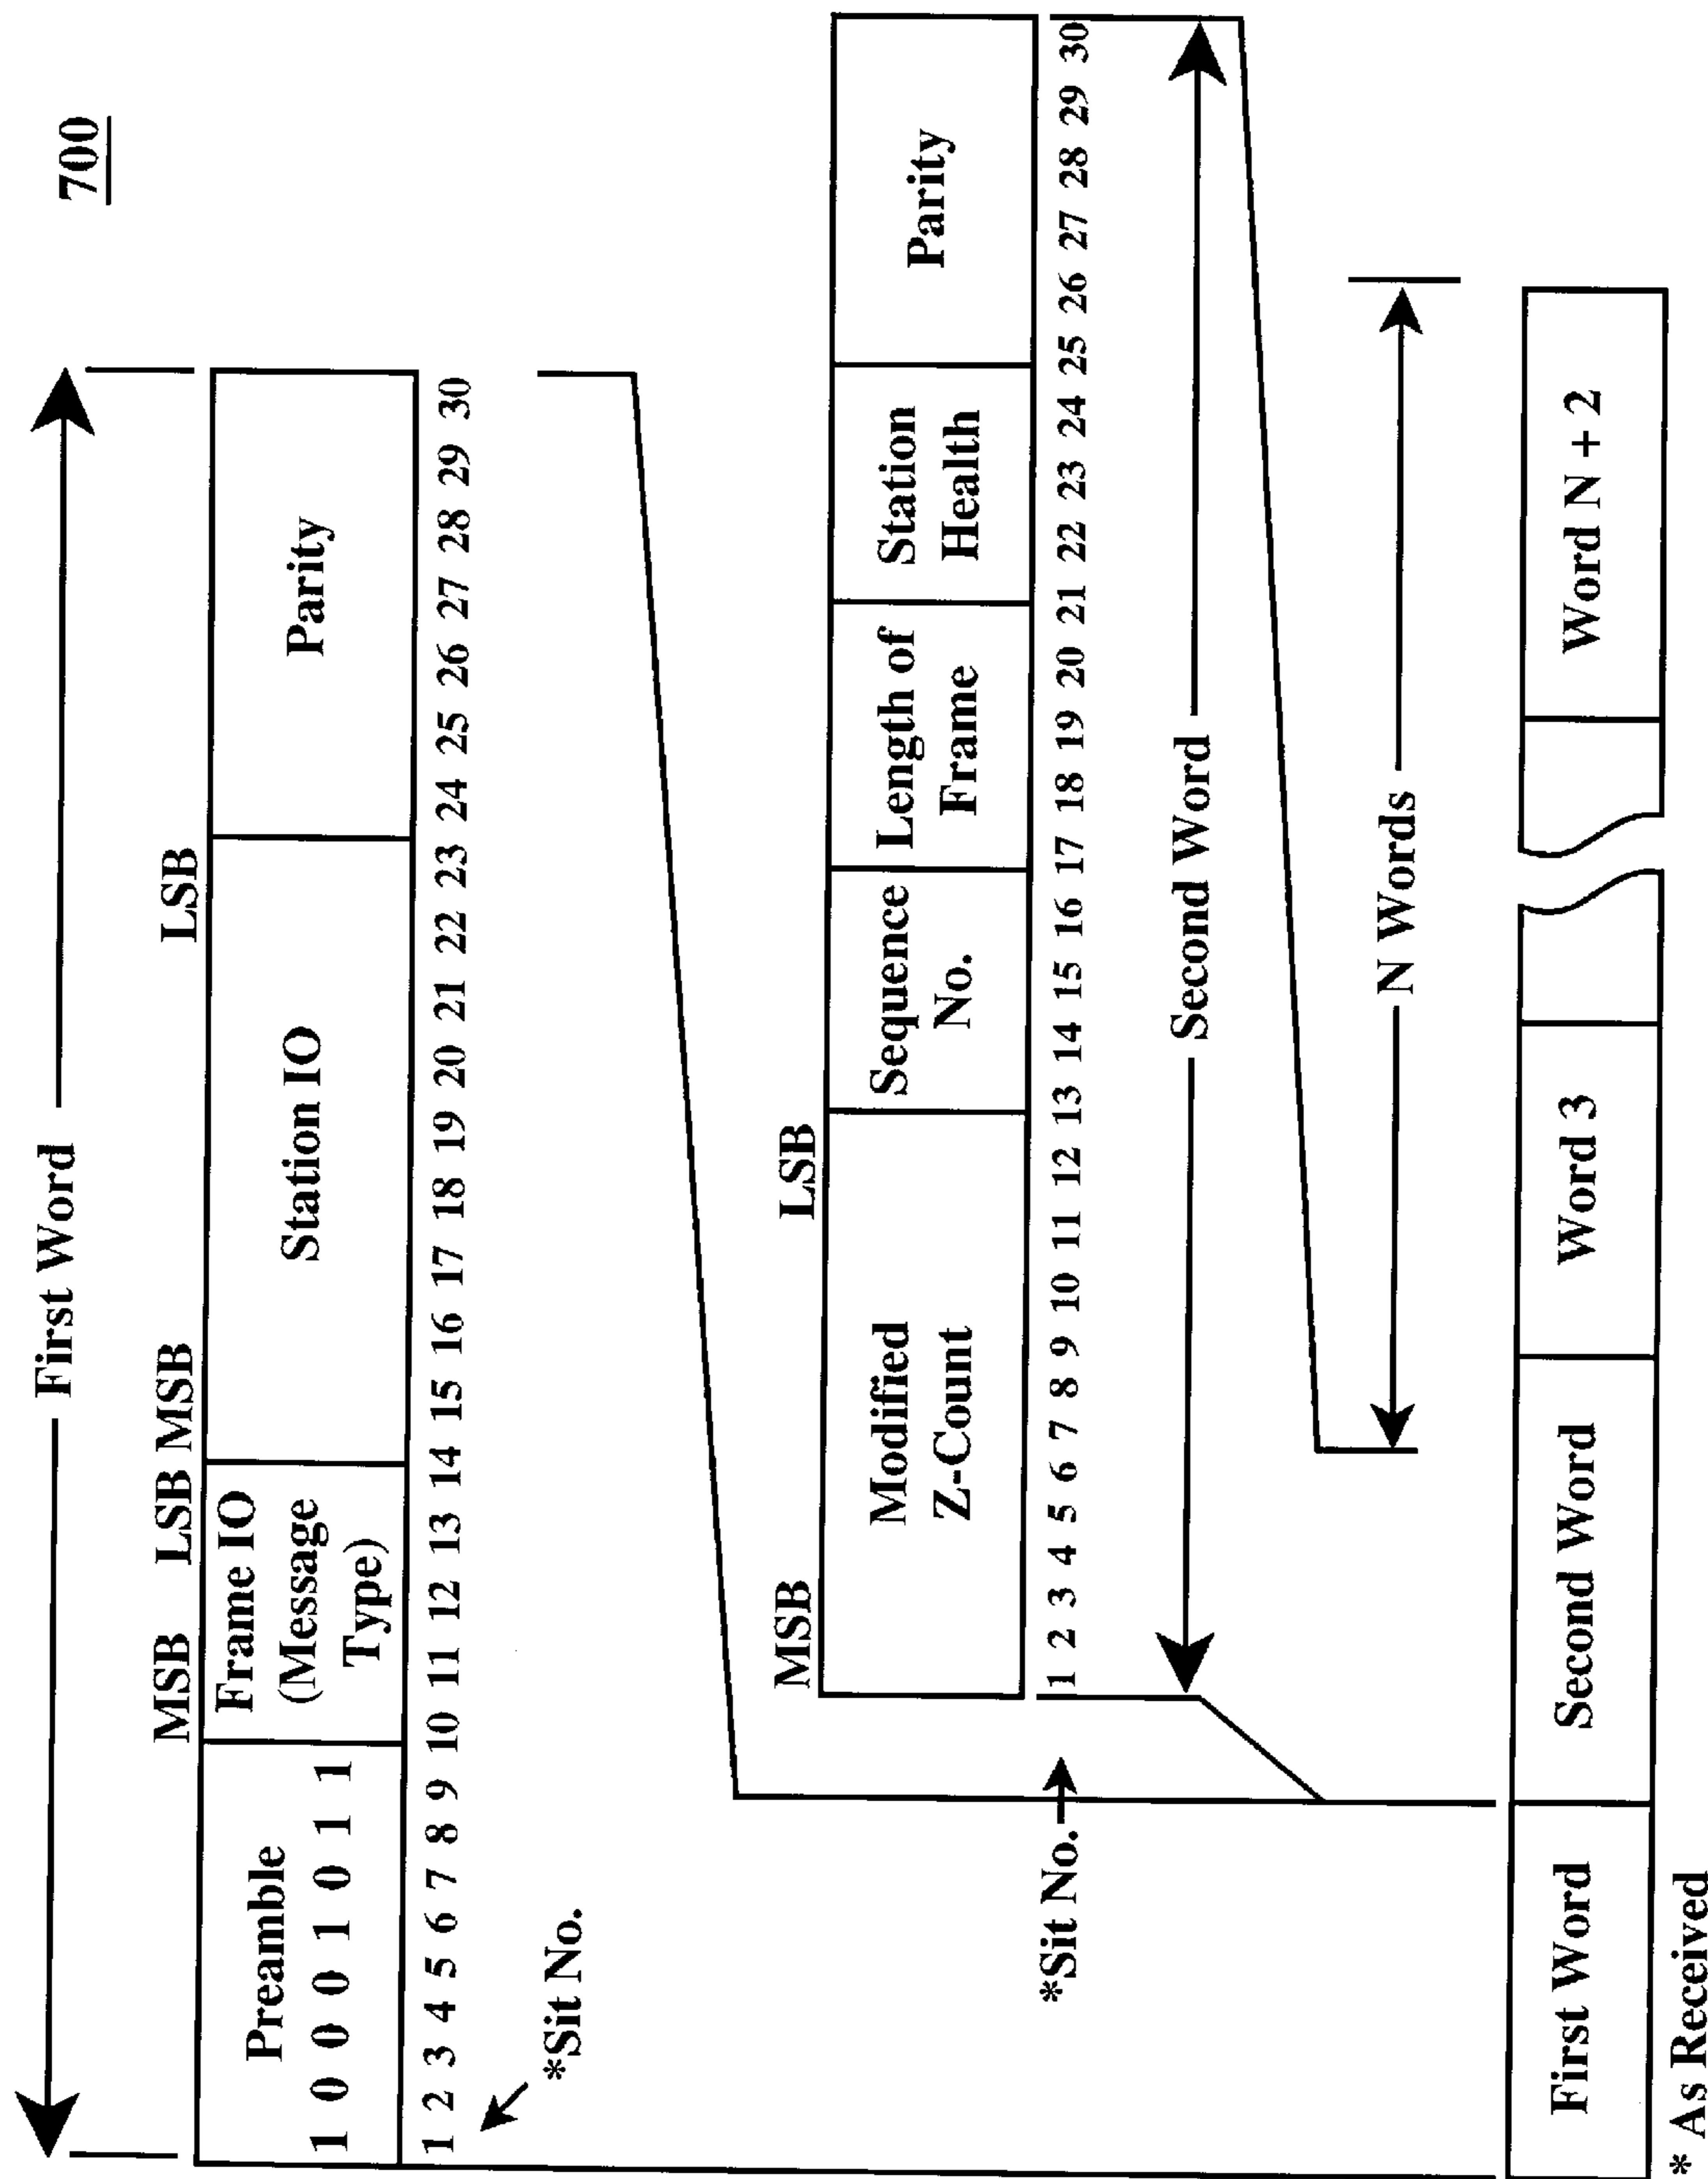 700
First Word
MSB LSB MSB LSB
Preamble
1 0 0 0 1 0 1 1
Frame IO
(Message
Type)
Station IO
Parity
1 2 3 4 5 6 7 8 9 10 11 12 13 14 15 16 17 18 19 20 21 22 23 24 25 26 27 28 29 30
*Sit No.
MSB LSB
Modified
Z-Count
Sequence
No.
Length of
Frame
Station
Health
Parity
*Sit No.
1 2 3 4 5 6 7 8 9 10 11 12 13 14 15 16 17 18 19 20 21 22 23 24 25 26 27 28 29 30
Second Word
N Words
First Word
Second Word
Word 3
Word N + 2
* As Received